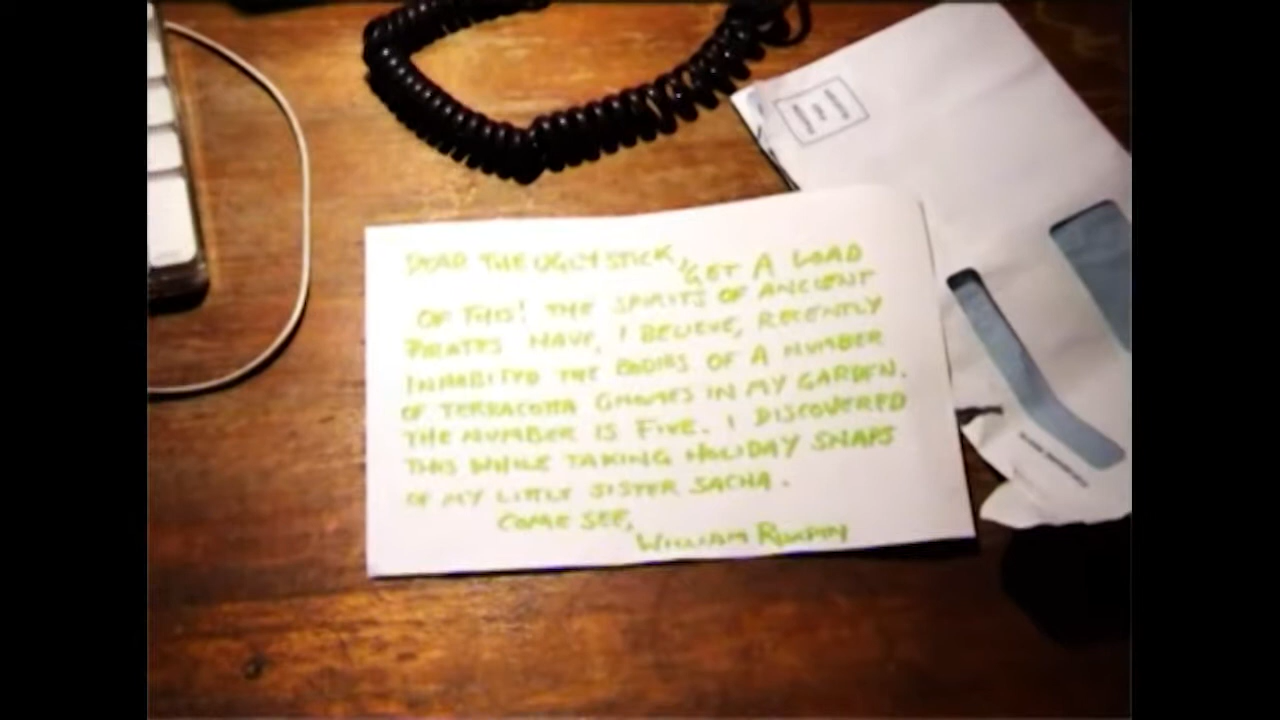 DEAR THE UGLY STICK, GET A LOAD
OF THIS! THE SPIRITS OF ANCIENT
PIRATES HAVE, I BELIEVE, RECENTLY
INHABITED THE BODIES OF A NUMBER
OF TERRACOTTA GNOMES IN MY GARDEN.
THE NUMBER IS FIVE. I DISCOVERED
THIS WHILE TAKING HOLIDAY SNAPS
OF MY LITTLE SISTER SACHA.
COME SEE,
WILLIAM